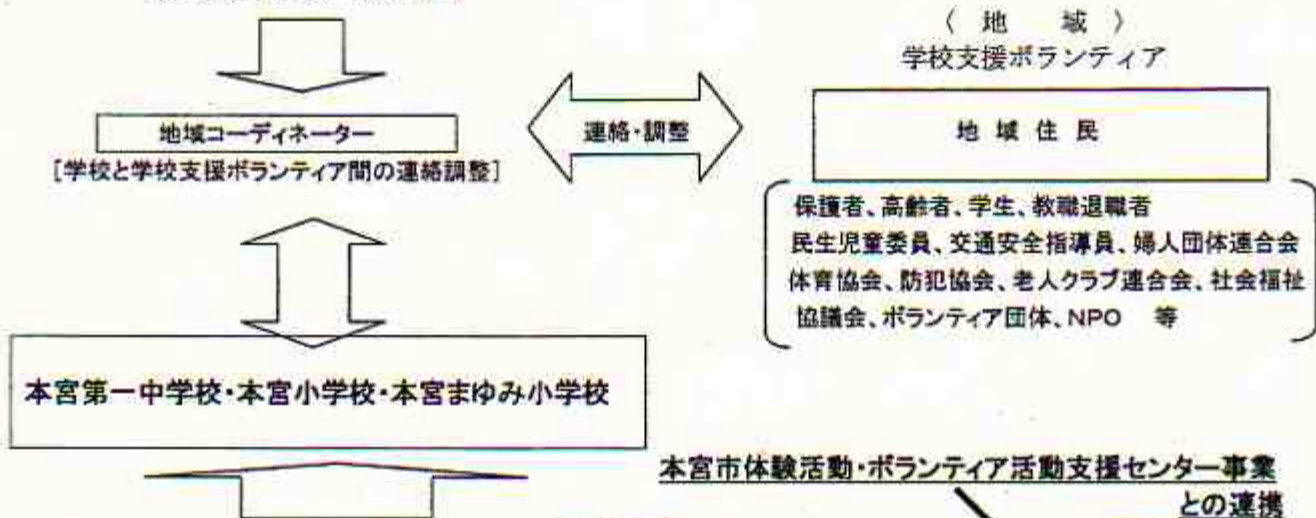 〈 地 域 〉
学校支援ボランティア
地域コーディネーター
[学校と学校支援ボランティア間の連絡調整]
連絡・調整
地 域 住 民
保護者、高齢者、学生、教職退職者
民生児童委員、交通安全指導員、婦人団体連合会
体育協会、防犯協会、老人クラブ連合会、社会福祉
協議会、ボランティア団体、NPO 等
本宮第一中学校・本宮小学校・本宮まゆみ小学校
本宮市体験活動・ボランティア活動支援センター事業
との連携